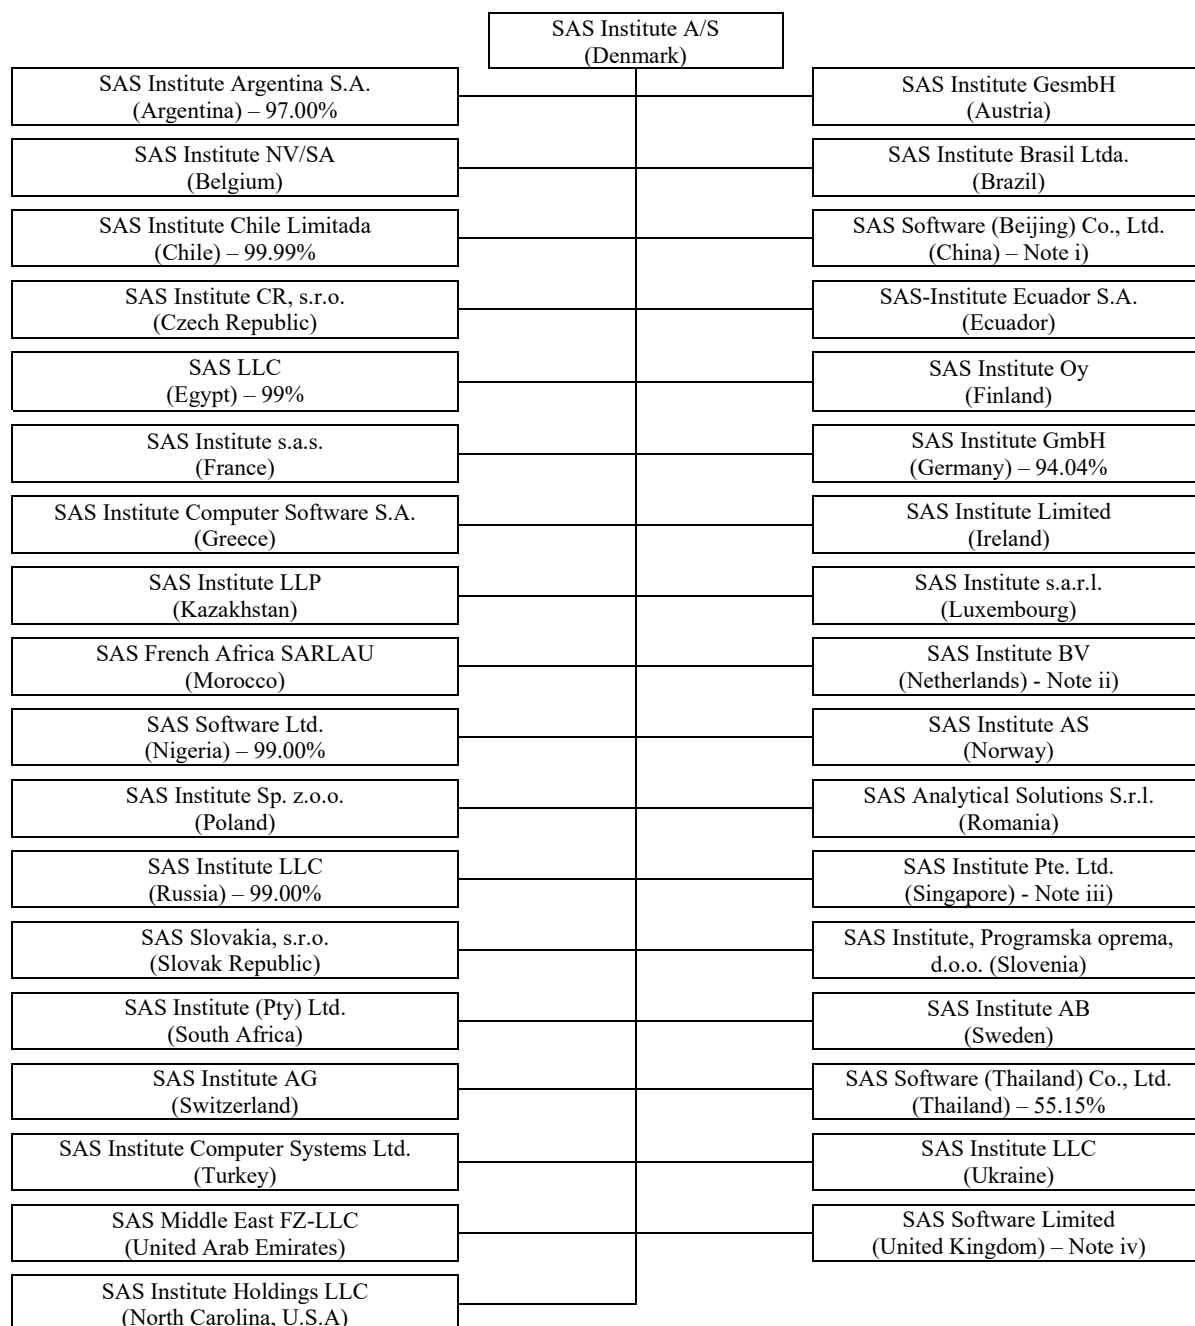 SAS Institute A/S
(Denmark)
SAS Institute Argentina S.A.
(Argentina) – 97.00%
SAS Institute GesmbH
(Austria)
SAS Institute NV/SA
(Belgium)
SAS Institute Brasil Ltda.
(Brazil)
SAS Institute Chile Limitada
(Chile) – 99.99%
SAS Software (Beijing) Co., Ltd.
(China) – Note i)
SAS Institute CR, s.r.o.
(Czech Republic)
SAS-Institute Ecuador S.A.
(Ecuador)
SAS LLC
(Egypt) – 99%
SAS Institute Oy
(Finland)
SAS Institute s.a.s.
(France)
SAS Institute GmbH
(Germany) – 94.04%
SAS Institute Computer Software S.A.
(Greece)
SAS Institute Limited
(Ireland)
SAS Institute LLP
(Kazakhstan)
SAS Institute s.a.r.l.
(Luxembourg)
SAS French Africa SARLAU
(Morocco)
SAS Institute BV
(Netherlands) - Note ii)
SAS Software Ltd.
(Nigeria) – 99.00%
SAS Institute AS
(Norway)
SAS Institute Sp. z.o.o.
(Poland)
SAS Analytical Solutions S.r.l.
(Romania)
SAS Institute LLC
(Russia) – 99.00%
SAS Institute Pte. Ltd.
(Singapore) - Note iii)
SAS Slovakia, s.r.o.
(Slovak Republic)
SAS Institute, Programska oprema,
d.o.o. (Slovenia)
SAS Institute (Pty) Ltd.
(South Africa)
SAS Institute AB
(Sweden)
SAS Institute AG
(Switzerland)
SAS Software (Thailand) Co., Ltd.
(Thailand) – 55.15%
SAS Institute Computer Systems Ltd.
(Turkey)
SAS Institute LLC
(Ukraine)
SAS Middle East FZ-LLC
(United Arab Emirates)
SAS Software Limited
(United Kingdom) – Note iv)
SAS Institute Holdings LLC
(North Carolina, U.S.A)